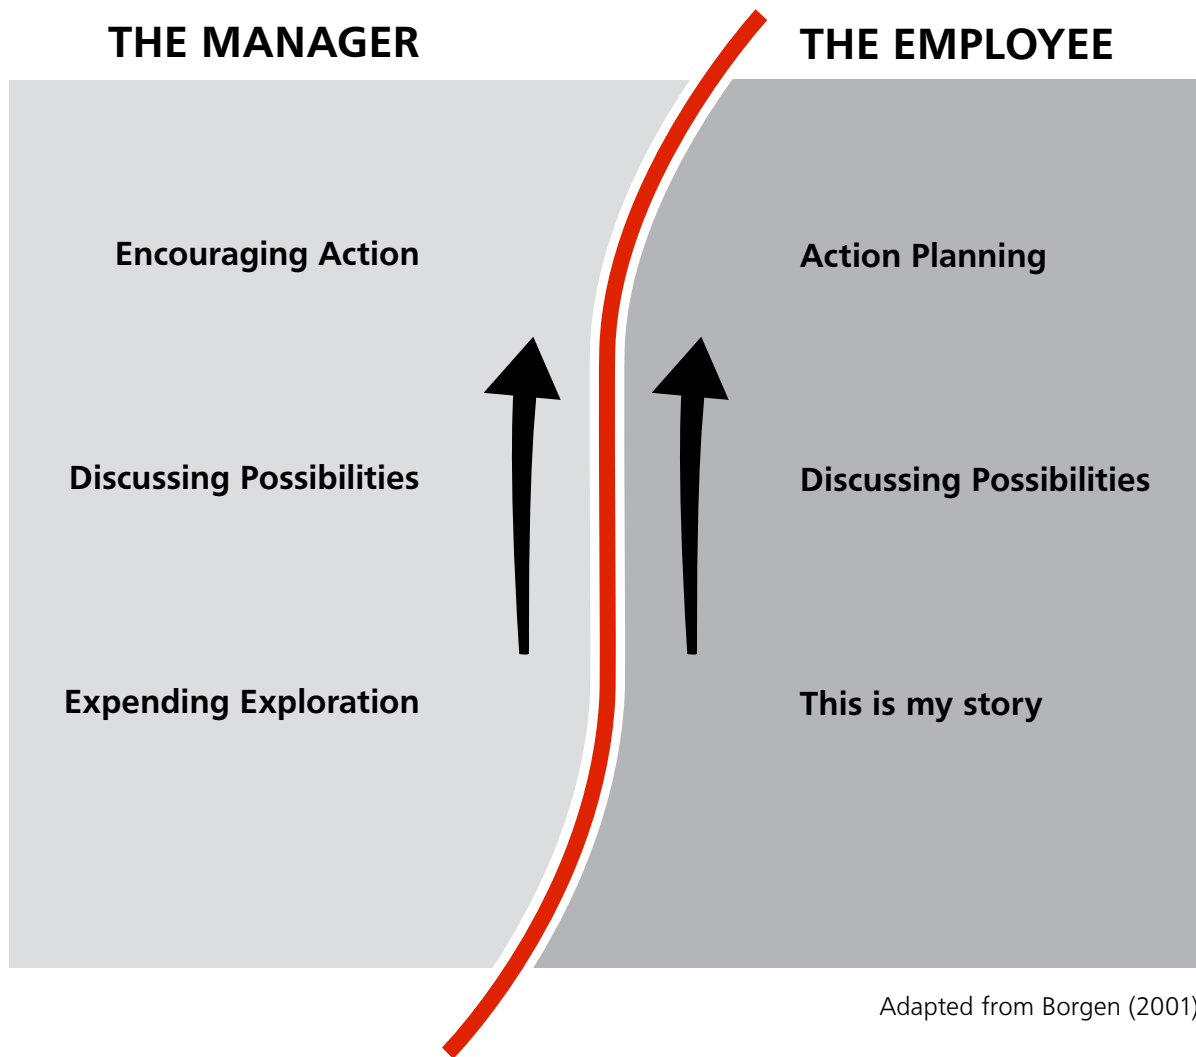 THE MANAGER
Encouraging Action
Discussing Possibilities
Expending Exploration
THE EMPLOYEE
Action Planning
Discussing Possibilities
This is my story
Adapted from Borgen (2001)